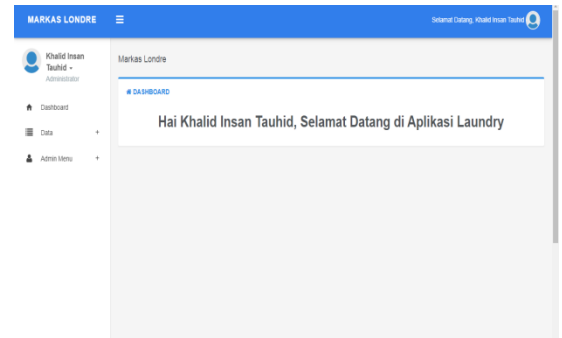 MARKAS LONDRE
Selamat Datang, Khalid Insan Tauhid
Khalid Insan
Tauhid
Administrator
Dashboard
Data +
Admin Menu +
Markas Londre
DASHBOARD
Hai Khalid Insan Tauhid, Selamat Datang di Aplikasi Laundry